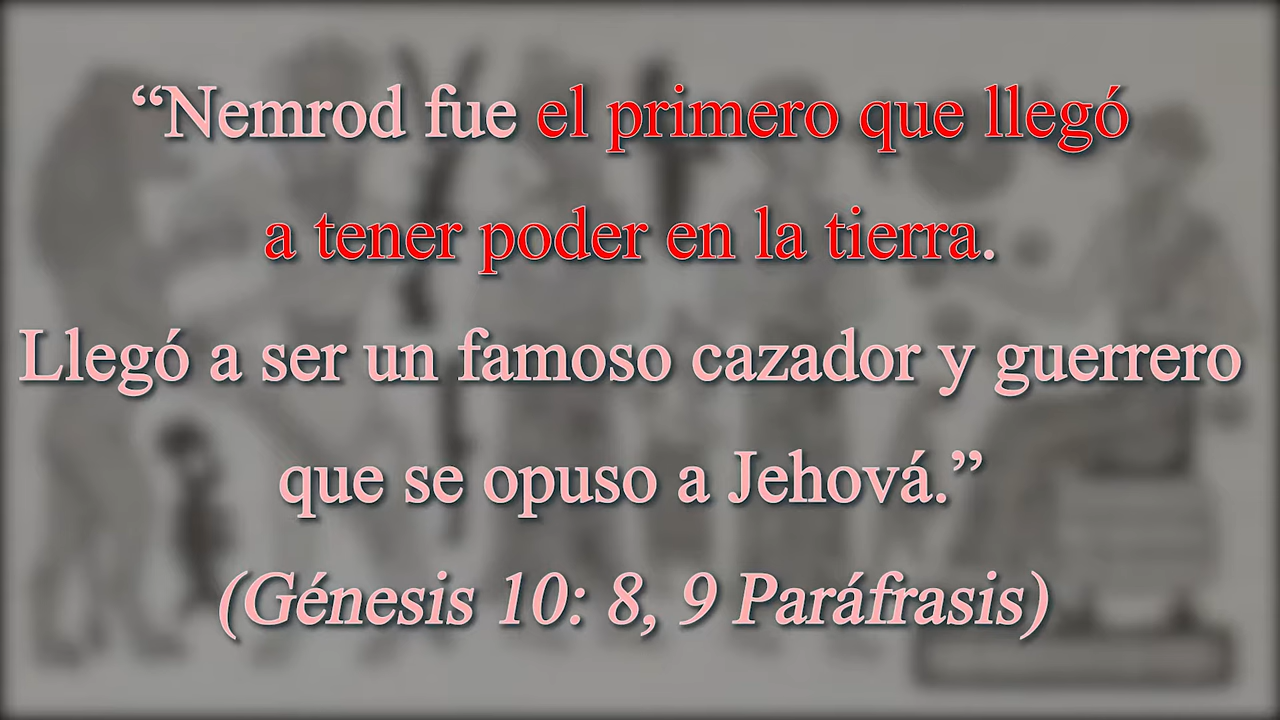 “Nemrod fue el primero que llegó
a tener poder en la tierra.
Llegó a ser un famoso cazador y guerrero
que se opuso a Jehová.”
(Génesis 10: 8, 9 Paráfrasis)